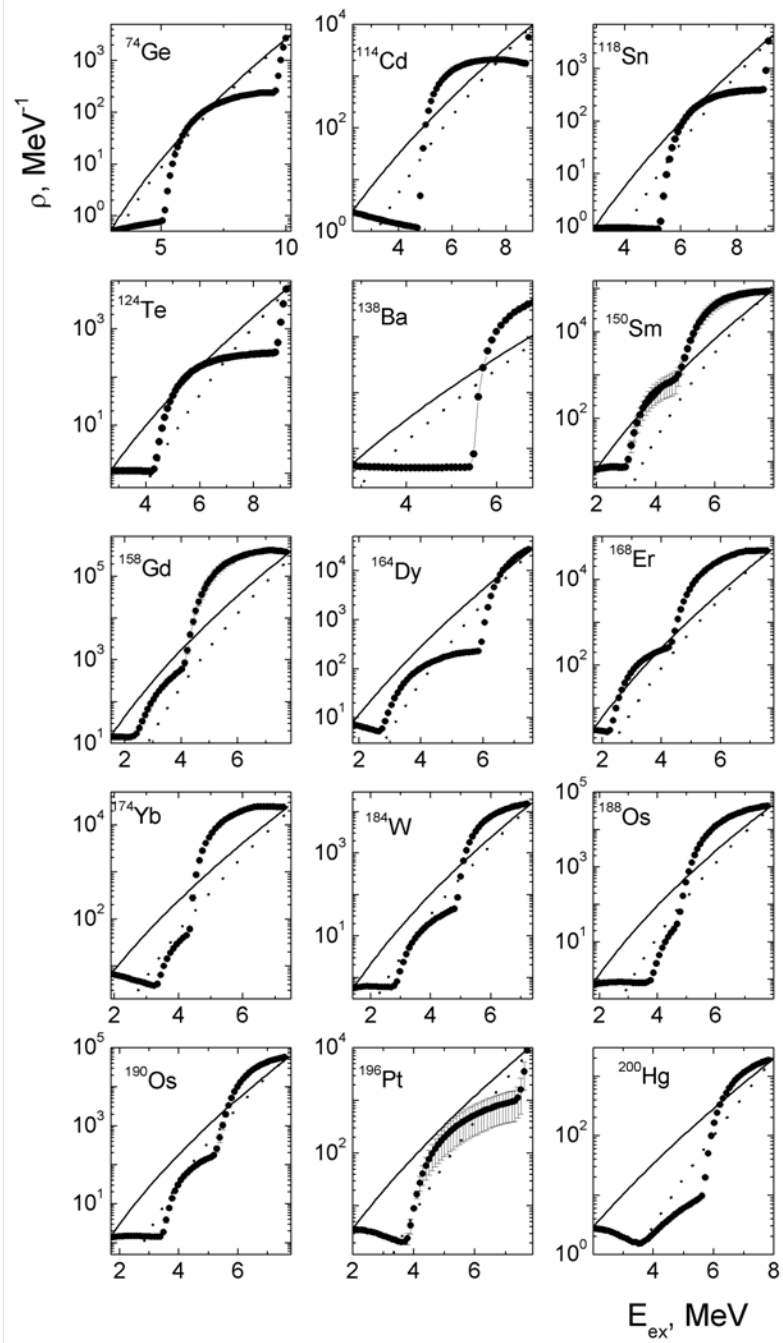 ρ, MeV⁻¹
⁷⁴Ge
10³
10²
10¹
10⁰
5 10
¹¹⁴Cd
10⁴
10²
10⁰
4 6 8
¹¹⁸Sn
10³
10²
10¹
10⁰
4 6 8
¹²⁴Te
10³
10¹
4 6 8
¹³⁸Ba
4 6
¹⁵⁰Sm
10⁴
10³
10²
10¹
2 4 6 8
¹⁵⁸Gd
10⁵
10³
10¹
2 4 6
¹⁶⁴Dy
10⁴
10³
10²
10¹
2 4 6
¹⁶⁸Er
10⁴
10²
2 4 6
¹⁷⁴Yb
10⁴
10²
2 4 6
¹⁸⁴W
10⁴
10²
10⁰
2 4 6
¹⁸⁸Os
10⁵
10³
10¹
2 4 6
¹⁹⁰Os
10⁵
10³
10¹
2 4 6
¹⁹⁶Pt
10⁴
10²
2 4 6
²⁰⁰Hg
10²
10⁰
4 6 8
E_ex, MeV